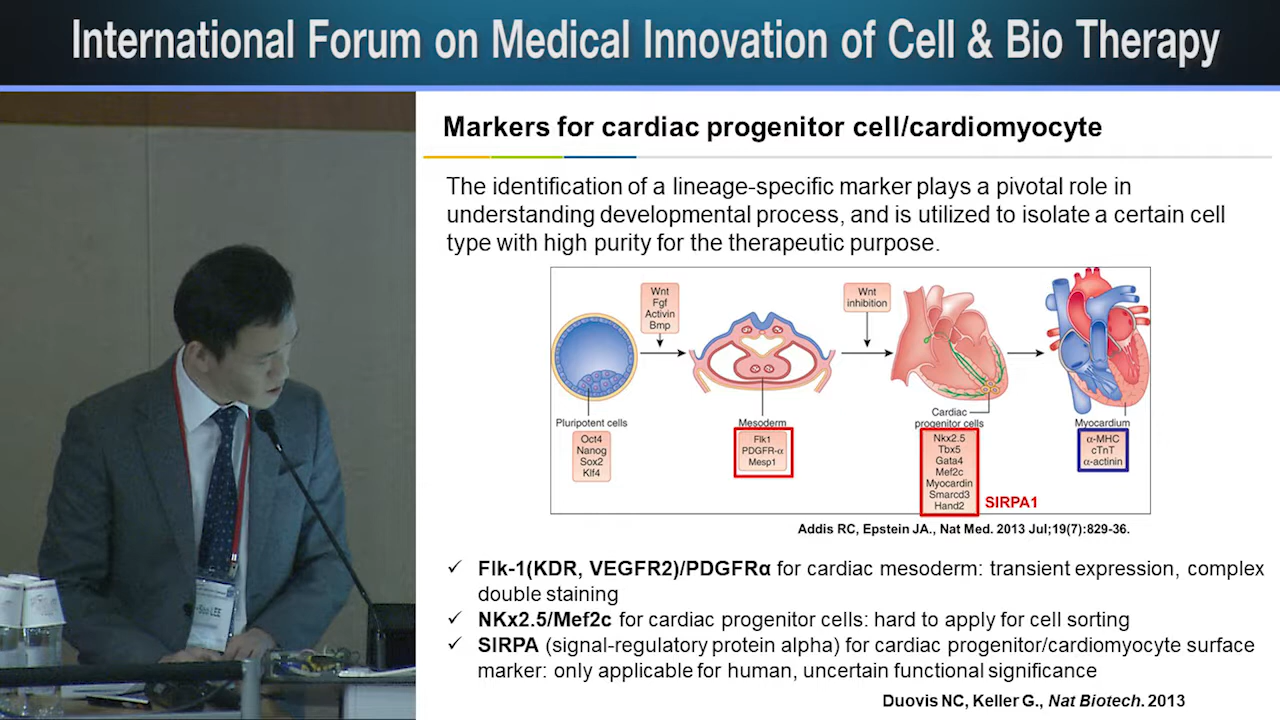 International Forum on Medical Innovation of Cell & Bio Therapy
Markers for cardiac progenitor cell/cardiomyocyte
The identification of a lineage-specific marker plays a pivotal role in
understanding developmental process, and is utilized to isolate a certain cell
type with high purity for the therapeutic purpose.
Wnt
Fgf
Activin
Bmp
Wnt
inhibition
Pluripotent cells
Oct4
Nanog
Sox2
Klf4
Mesoderm
Flk1
PDGFR-α
Mesp1
Cardiac
progenitor cells
Nkx2.5
Tbx5
Gata4
Mef2c
Myocardin
Smarcd3
Hand2
SIRPA1
Myocardium
α-MHC
cTnT
α-actinin
Addis RC, Epstein JA., Nat Med. 2013 Jul;19(7):829-36.
✓ Flk-1(KDR, VEGFR2)/PDGFRα for cardiac mesoderm: transient expression, complex
double staining
✓ NKx2.5/Mef2c for cardiac progenitor cells: hard to apply for cell sorting
✓ SIRPA (signal-regulatory protein alpha) for cardiac progenitor/cardiomyocyte surface
marker: only applicable for human, uncertain functional significance
Duovis NC, Keller G., Nat Biotech. 2013
LEE